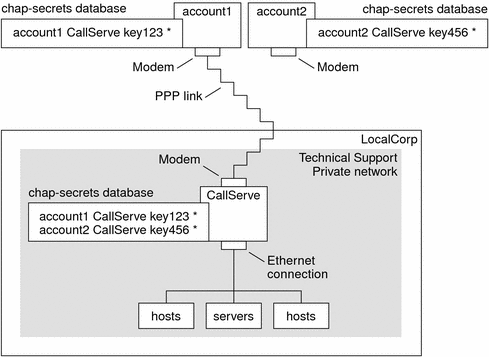 chap-secrets database
account1
account2
chap-secrets database
account1 CallServe key123 *
account2 CallServe key456 *
Modem
Modem
PPP link
LocalCorp
Technical Support
Private network
Modem
chap-secrets database
CallServe
account1 CallServe key123 *
account2 CallServe key456 *
Ethernet
connection
hosts
servers
hosts